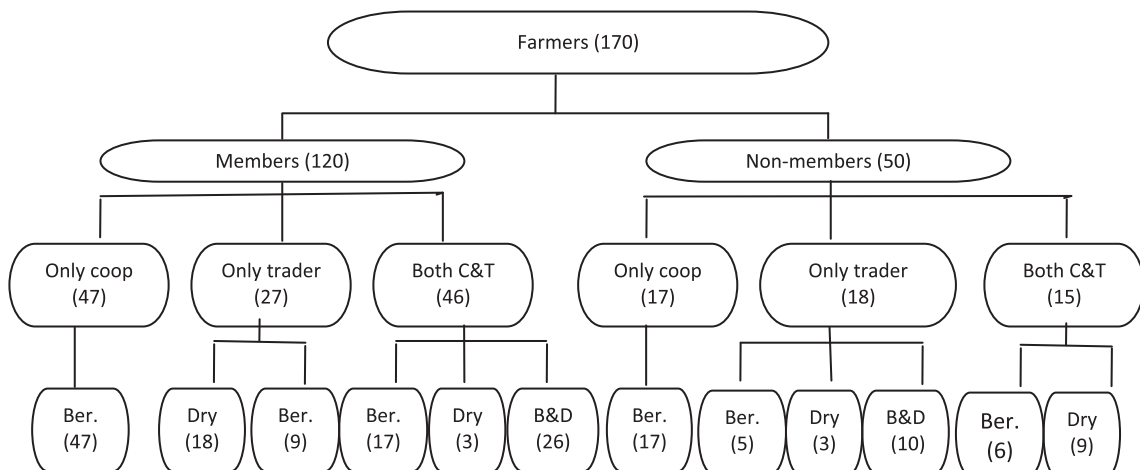 Farmers (170)
Members (120)
Non-members (50)
Only coop
(47)
Only trader
(27)
Both C&T
(46)
Only coop
(17)
Only trader
(18)
Both C&T
(15)
Ber.
(47)
Dry
(18)
Ber.
(9)
Ber.
(17)
Dry
(3)
B&D
(26)
Ber.
(17)
Ber.
(5)
Dry
(3)
B&D
(10)
Ber.
(6)
Dry
(9)